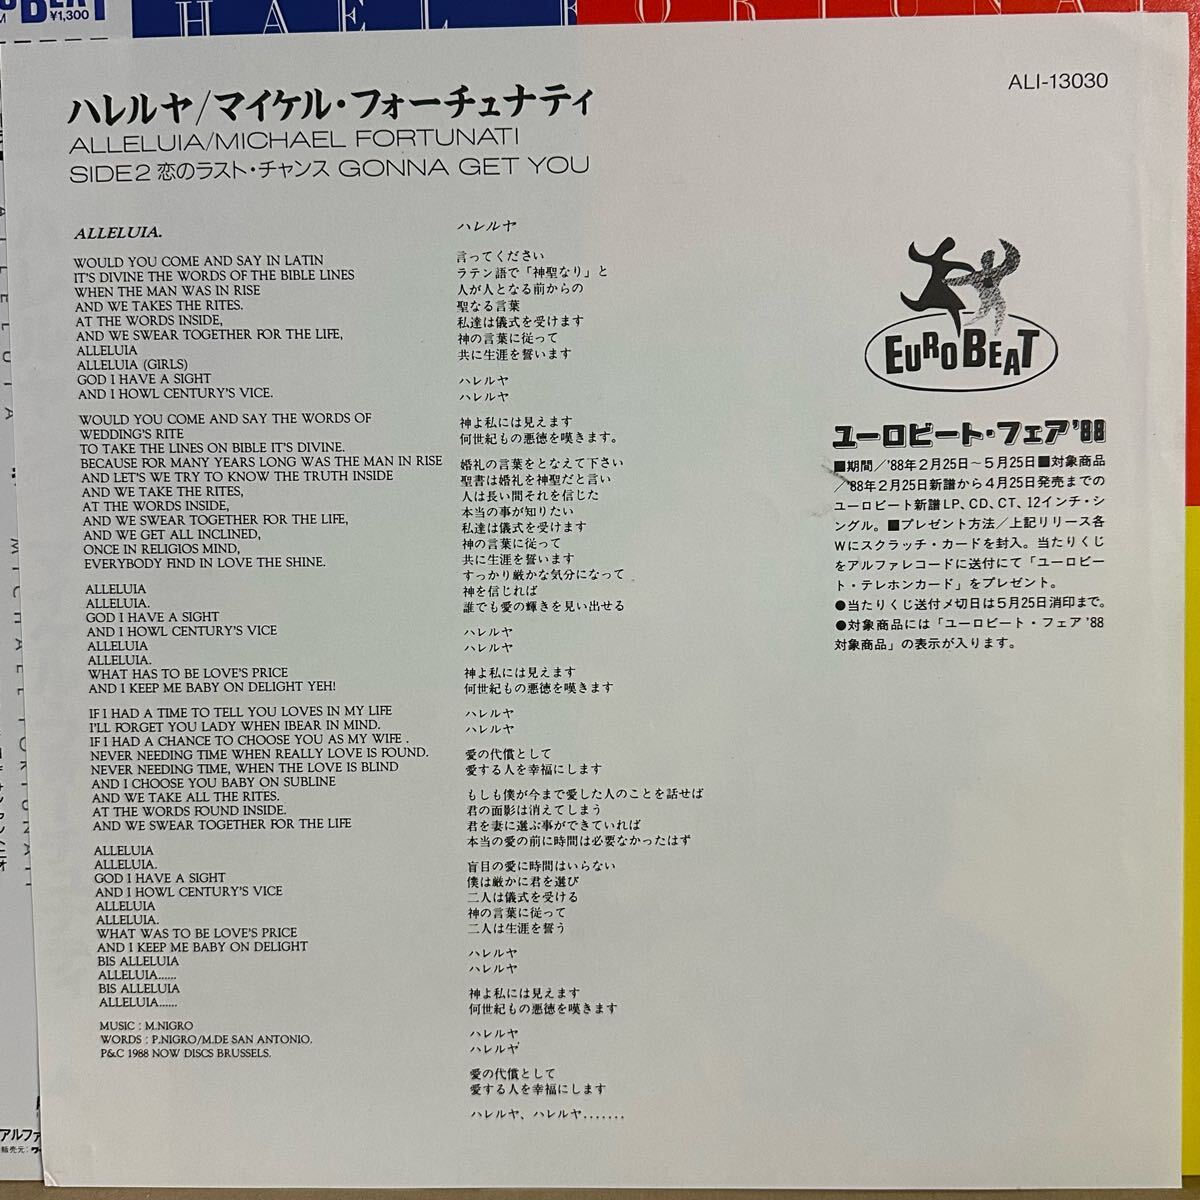 BEAT
¥1,300
HAEL FORTUNA
ALI-13030
ハレルヤ/マイケル・フォーチュナティ
ALLELUIA/MICHAEL FORTUNATI
SIDE2 恋のラスト・チャンス GONNA GET YOU
ALLELUIA.
WOULD YOU COME AND SAY IN LATIN
IT'S DIVINE THE WORDS OF THE BIBLE LINES
WHEN THE MAN WAS IN RISE
AND WE TAKES THE RITES.
AT THE WORDS INSIDE,
AND WE SWEAR TOGETHER FOR THE LIFE,
ALLELUIA
ALLELUIA (GIRLS)
GOD I HAVE A SIGHT
AND I HOWL CENTURY'S VICE.
WOULD YOU COME AND SAY THE WORDS OF
WEDDING'S RITE
TO TAKE THE LINES ON BIBLE IT'S DIVINE.
BECAUSE FOR MANY YEARS LONG WAS THE MAN IN RISE
AND LET'S WE TRY TO KNOW THE TRUTH INSIDE
AND WE TAKE THE RITES,
AT THE WORDS INSIDE,
AND WE SWEAR TOGETHER FOR THE LIFE,
AND WE GET ALL INCLINED,
ONCE IN RELIGIOS MIND,
EVERYBODY FIND IN LOVE THE SHINE.
ALLELUIA
ALLELUIA.
GOD I HAVE A SIGHT
AND I HOWL CENTURY'S VICE
ALLELUIA
ALLELUIA.
WHAT HAS TO BE LOVE'S PRICE
AND I KEEP ME BABY ON DELIGHT YEH!
IF I HAD A TIME TO TELL YOU LOVES IN MY LIFE
I'LL FORGET YOU LADY WHEN IBEAR IN MIND.
IF I HAD A CHANCE TO CHOOSE YOU AS MY WIFE .
NEVER NEEDING TIME WHEN REALLY LOVE IS FOUND.
NEVER NEEDING TIME, WHEN THE LOVE IS BLIND
AND I CHOOSE YOU BABY ON SUBLINE
AND WE TAKE ALL THE RITES.
AT THE WORDS FOUND INSIDE.
AND WE SWEAR TOGETHER FOR THE LIFE
ALLELUIA
ALLELUIA.
GOD I HAVE A SIGHT
AND I HOWL CENTURY'S VICE
ALLELUIA
ALLELUIA.
WHAT WAS TO BE LOVE'S PRICE
AND I KEEP ME BABY ON DELIGHT
BIS ALLELUIA
ALLELUIA......
BIS ALLELUIA
ALLELUIA......
MUSIC : M.NIGRO
WORDS : P.NIGRO/M.DE SAN ANTONIO.
P&C 1988 NOW DISCS BRUSSELS.
ハレルヤ
言ってください
ラテン語で「神聖なり」と
人が人となる前からの
聖なる言葉
私達は儀式を受けます
神の言葉に従って
共に生涯を誓います
ハレルヤ
ハレルヤ
神よ私には見えます
何世紀もの悪徳を嘆きます。
婚礼の言葉をとなえて下さい
聖書は婚礼を神聖だと言い
人は長い間それを信じた
本当の事が知りたい
私達は儀式を受けます
神の言葉に従って
共に生涯を誓います
すっかり厳かな気分になって
神を信じれば
誰でも愛の輝きを見い出せる
ハレルヤ
ハレルヤ
神よ私には見えます
何世紀もの悪徳を嘆きます
ハレルヤ
ハレルヤ
愛の代償として
愛する人を幸福にします
もしも僕が今まで愛した人のことを話せば
君の面影は消えてしまう
君を妻に選ぶ事ができていれば
本当の愛の前に時間は必要なかったはず
盲目の愛に時間はいらない
僕は厳かに君を選び
二人は儀式を受ける
神の言葉に従って
二人は生涯を誓う
ハレルヤ
ハレルヤ
神よ私には見えます
何世紀もの悪徳を嘆きます
ハレルヤ
ハレルヤ
愛の代償として
愛する人を幸福にします
ハレルヤ、ハレルヤ.......
EUROBEAT
ユーロビート・フェア'88
■期間/'88年2月25日〜5月25日■対象商品
/'88年2月25日新譜から4月25日発売までの
ユーロビート新譜LP、CD、CT、12インチ・シ
ングル。■プレゼント方法/上記リリース各
Wにスクラッチ・カードを封入。当たりくじ
をアルファレコードに送付にて「ユーロビー
ト・テレホンカード」をプレゼント。
●当たりくじ送付〆切日は5月25日消印まで。
●対象商品には「ユーロビート・フェア'88
対象商品」の表示が入ります。
ALLELUIA
MICHAEL FORTUNATI
アルファ
販売元:ワ